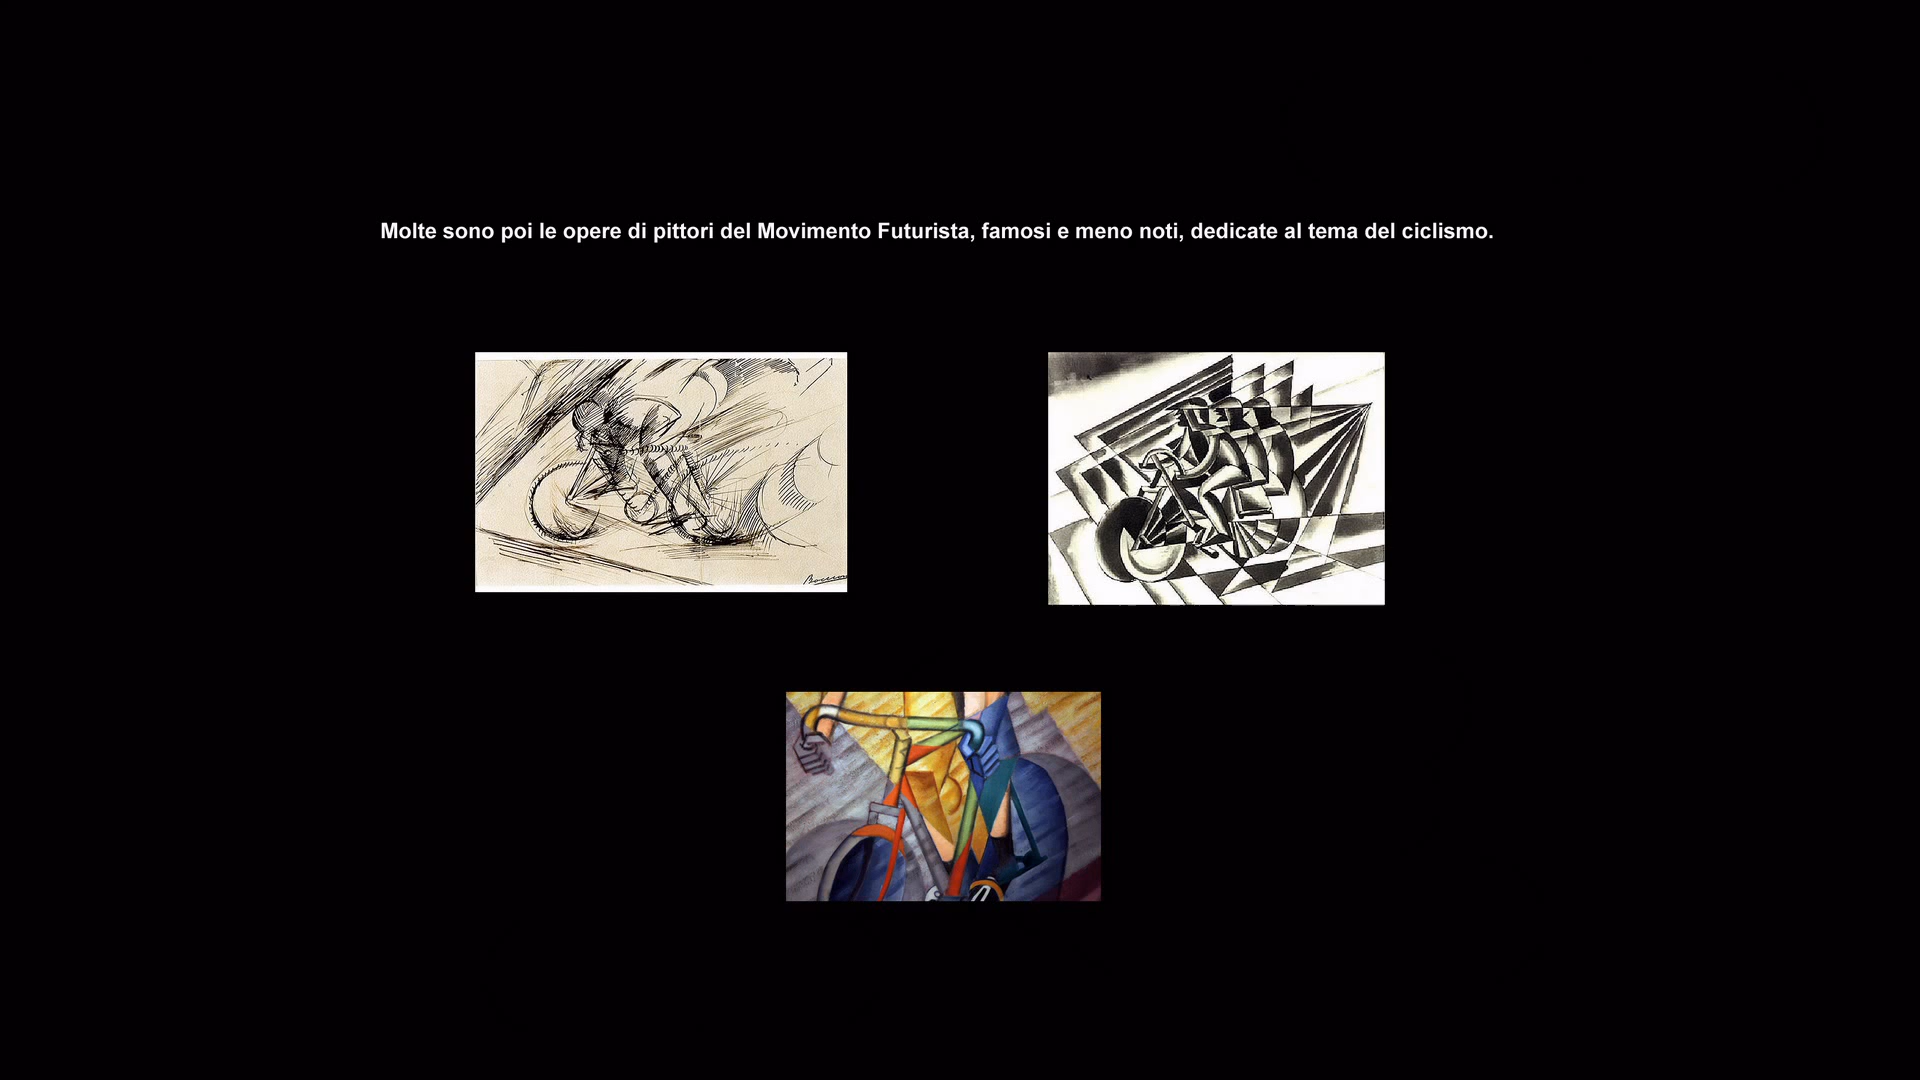 Molte sono poi le opere di pittori del Movimento Futurista, famosi e meno noti, dedicate al tema del ciclismo.